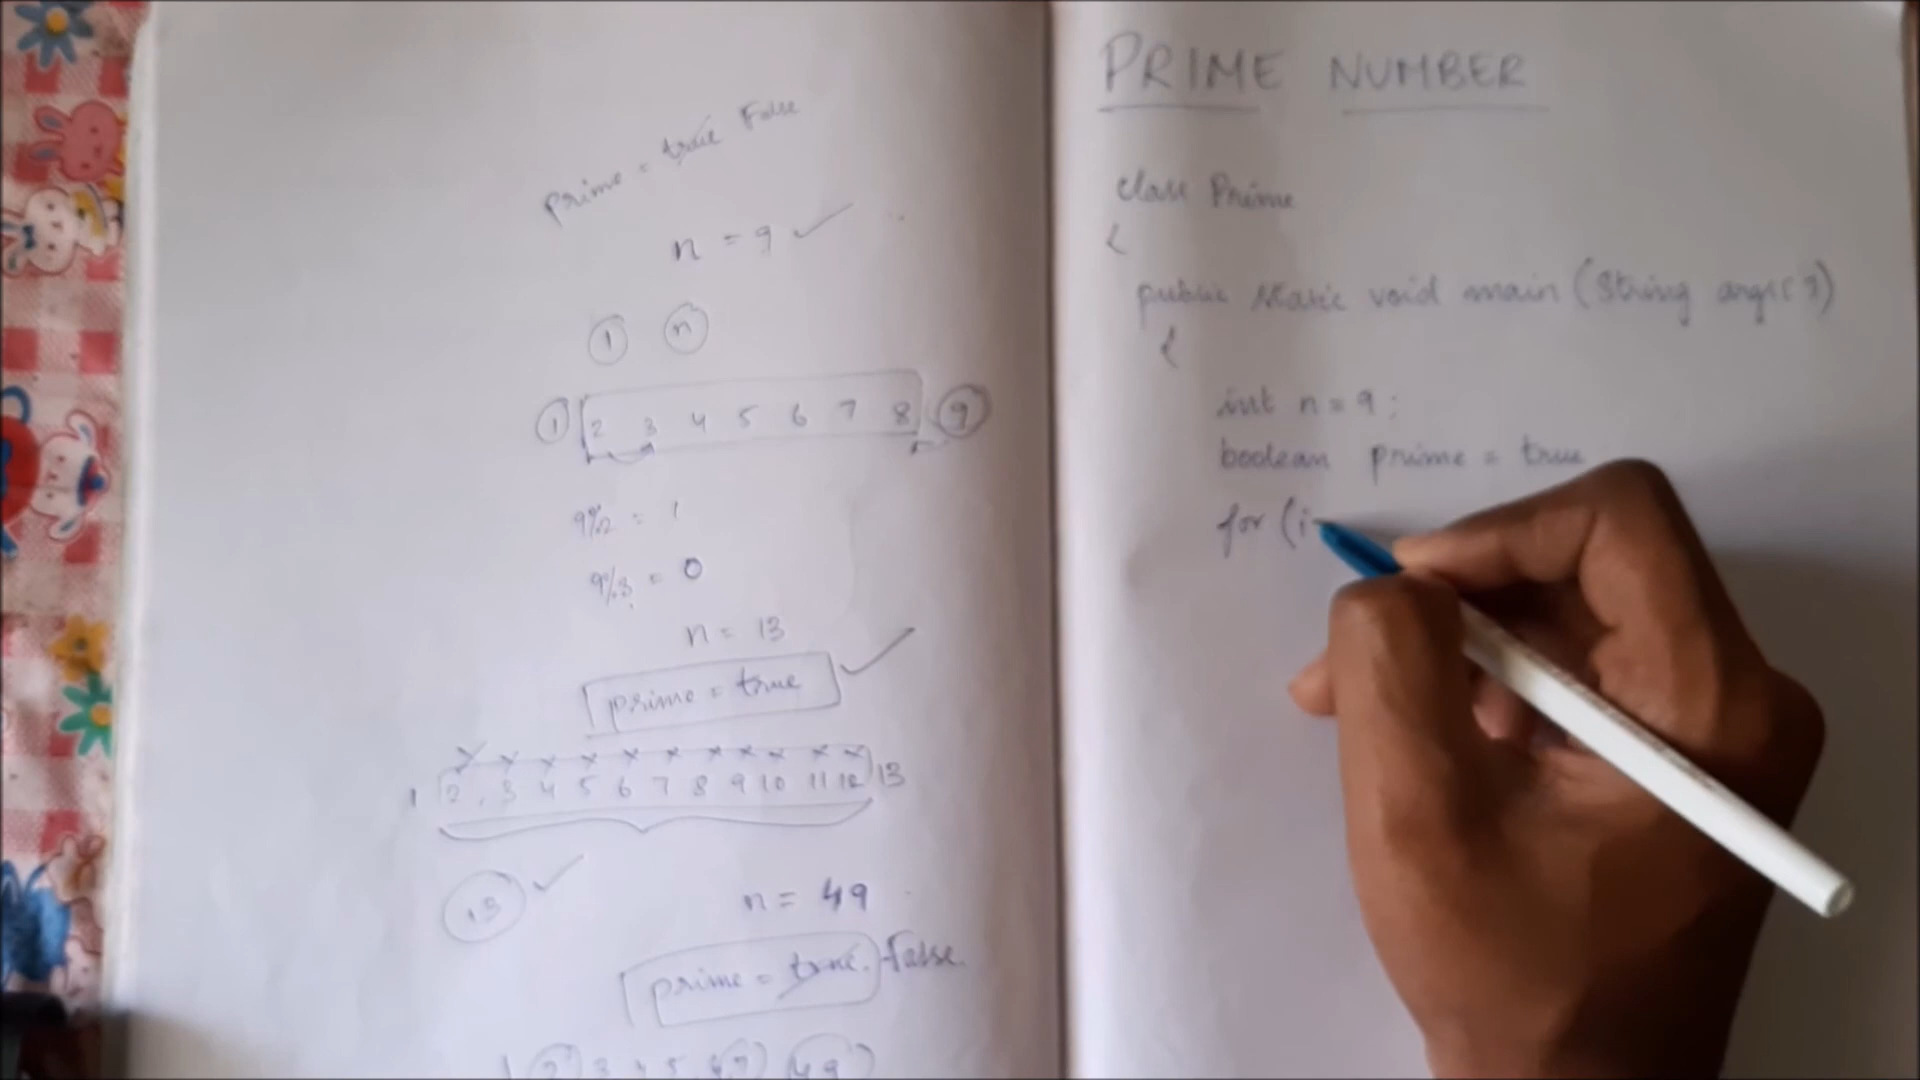 prime = true False
n = 9
1 n
1 2 3 4 5 6 7 8 9
9%2 = 1
9%3 = 0
n = 13
prime = true
1 2, 3 4 5 6 7 8 9 10 11 12 13
13
n = 49
prime = true. False.
PRIME NUMBER
class Prime
{
public static void main (String args[])
{
int n = 9;
boolean prime = true
for (i